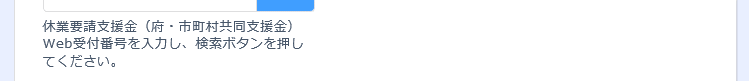 休業要請支援金（府・市町村共同支援金）
Web受付番号を入力し、検索ボタンを押し
てください。